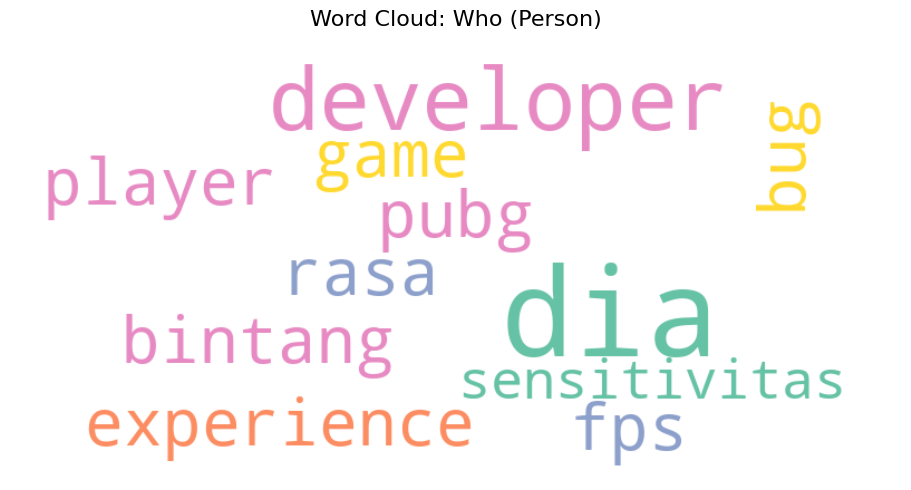 Word Cloud: Who (Person)
developer
bug
game
player
pubg
rasa
dia
bintang
sensitivitas
experience
fps